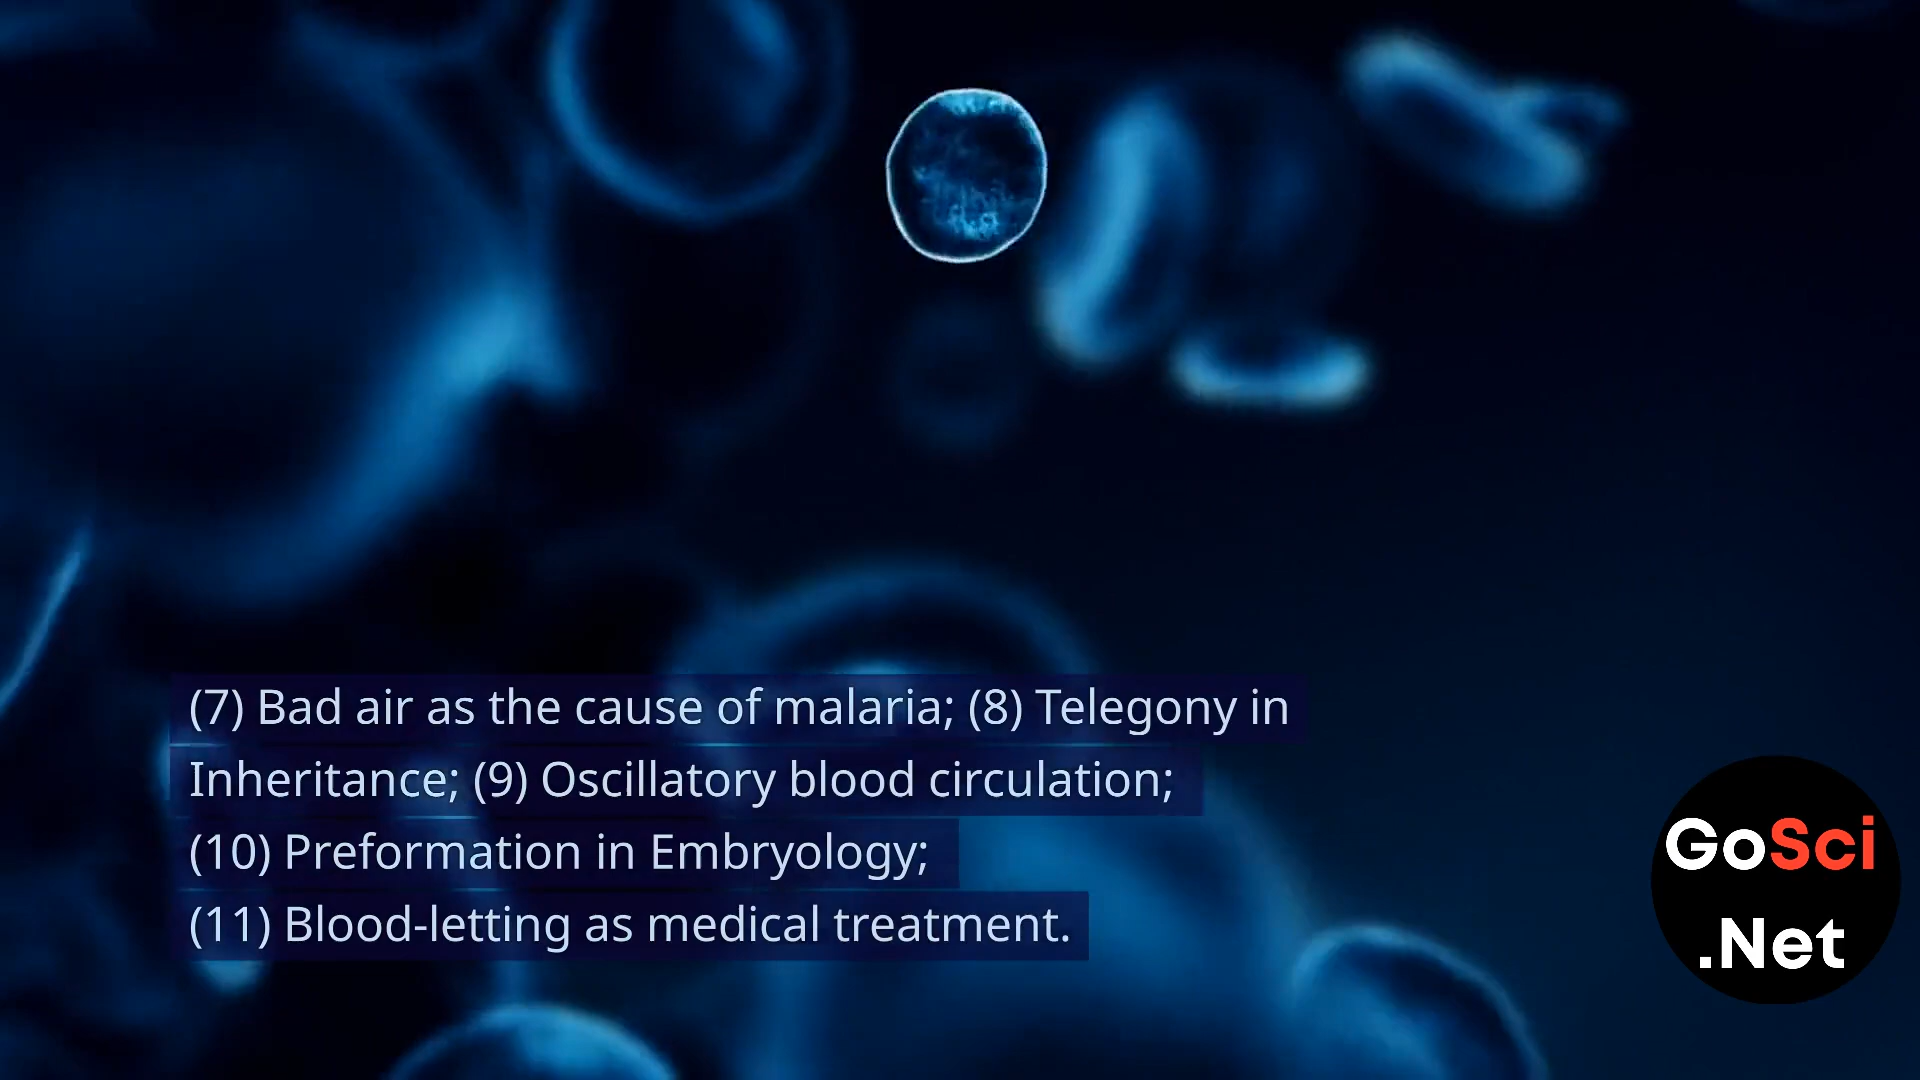 (7) Bad air as the cause of malaria; (8) Telegony in
Inheritance; (9) Oscillatory blood circulation;
(10) Preformation in Embryology;
(11) Blood-letting as medical treatment.
GoSci
.Net